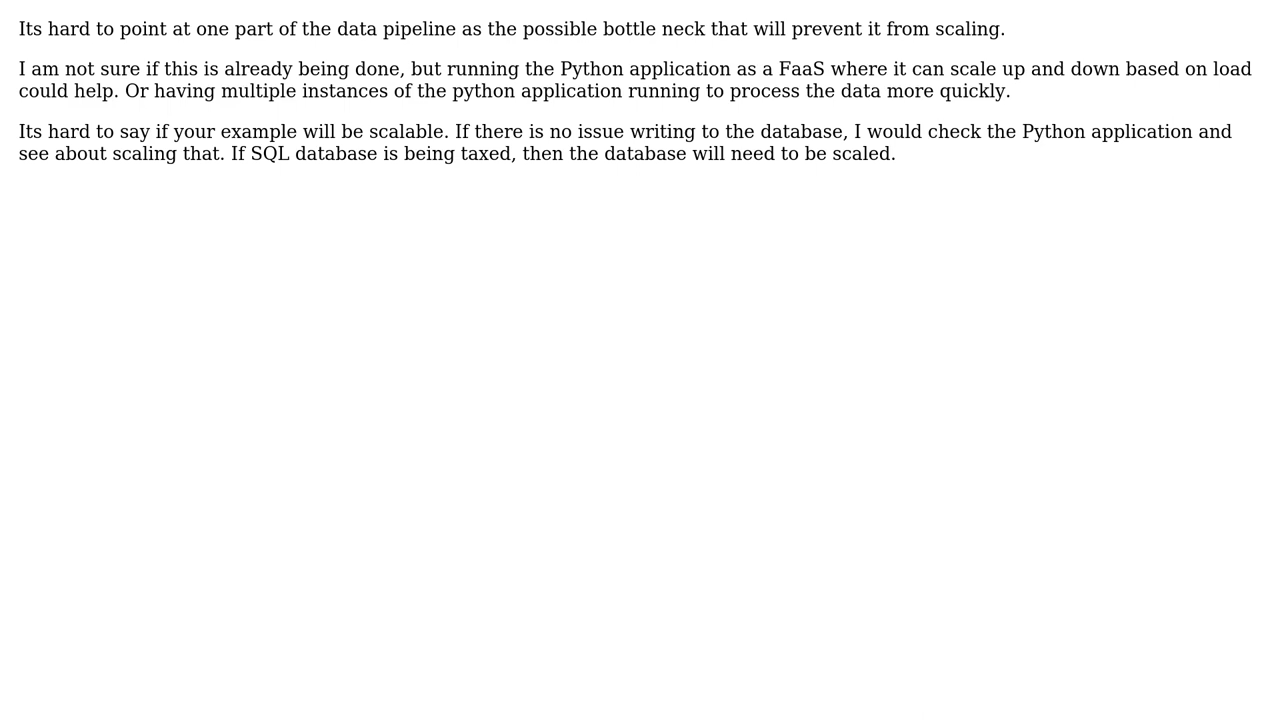 Its hard to point at one part of the data pipeline as the possible bottle neck that will prevent it from scaling.
I am not sure if this is already being done, but running the Python application as a FaaS where it can scale up and down based on load
could help. Or having multiple instances of the python application running to process the data more quickly.
Its hard to say if your example will be scalable. If there is no issue writing to the database, I would check the Python application and
see about scaling that. If SQL database is being taxed, then the database will need to be scaled.